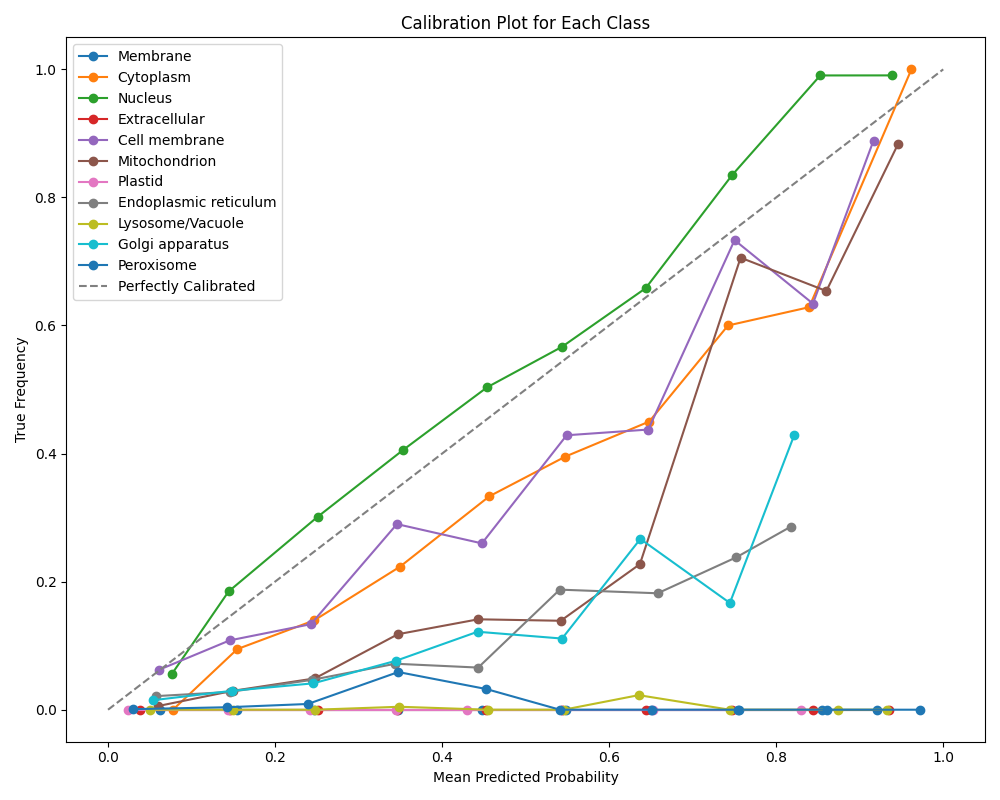 Calibration Plot for Each Class
Membrane
Cytoplasm
Nucleus
Extracellular
Cell membrane
Mitochondrion
Plastid
Endoplasmic reticulum
Lysosome/Vacuole
Golgi apparatus
Peroxisome
Perfectly Calibrated
True Frequency
1.0
0.8
0.6
0.4
0.2
0.0
0.0 0.2 0.4 0.6 0.8 1.0
Mean Predicted Probability